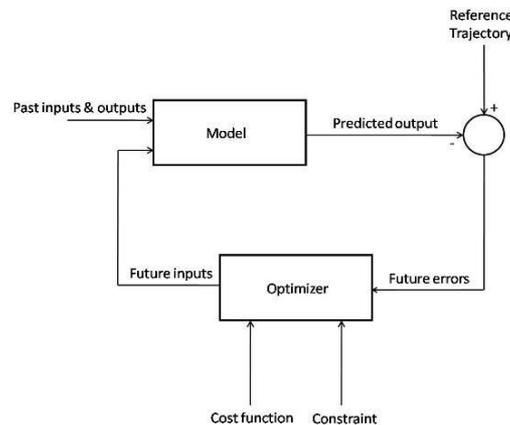 Reference
Trajectory
+
Past inputs & outputs
Model
Predicted output
-
Future inputs
Optimizer
Future errors
Cost function
Constraint